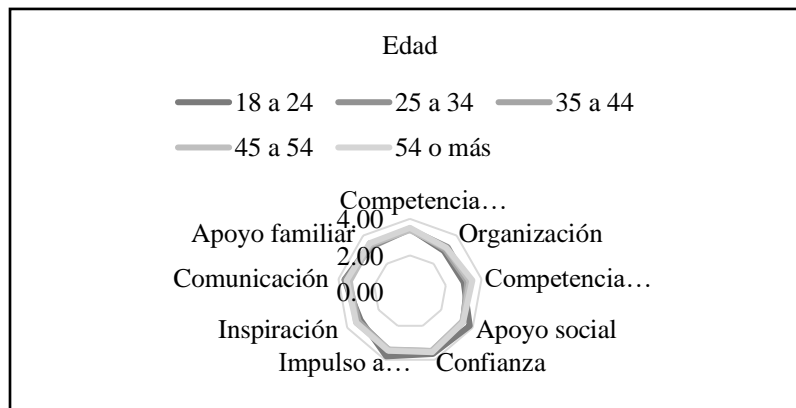 Edad
18 a 24 25 a 34 35 a 44
45 a 54 54 o más
Competencia…
4.00
Apoyo familiar Organización
2.00
Comunicación Competencia…
0.00
Inspiración Apoyo social
Impulso a… Confianza